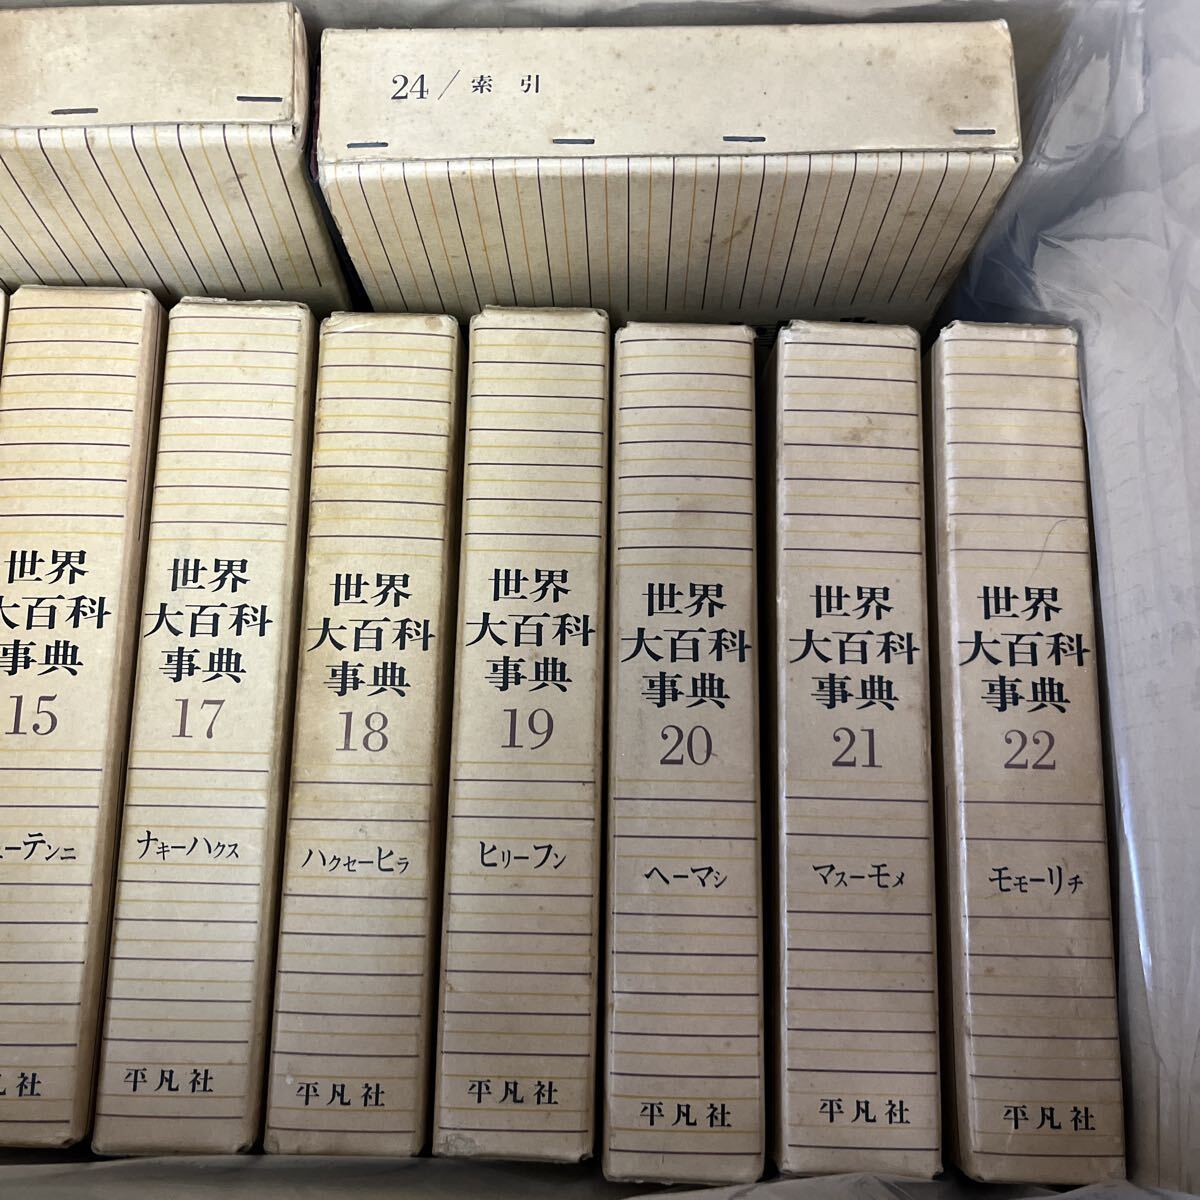 24/索引
世界
大百科
事典
15
ーテンニ
社
世界
大百科
事典
17
ナキーハクス
平凡社
世界
大百科
事典
18
ハクセーヒラ
平凡社
世界
大百科
事典
19
ヒリーフン
平凡社
世界
大百科
事典
20
ヘーマシ
平凡社
世界
大百科
事典
21
マスーモメ
平凡社
世界
大百科
事典
22
モモーリチ
平凡社